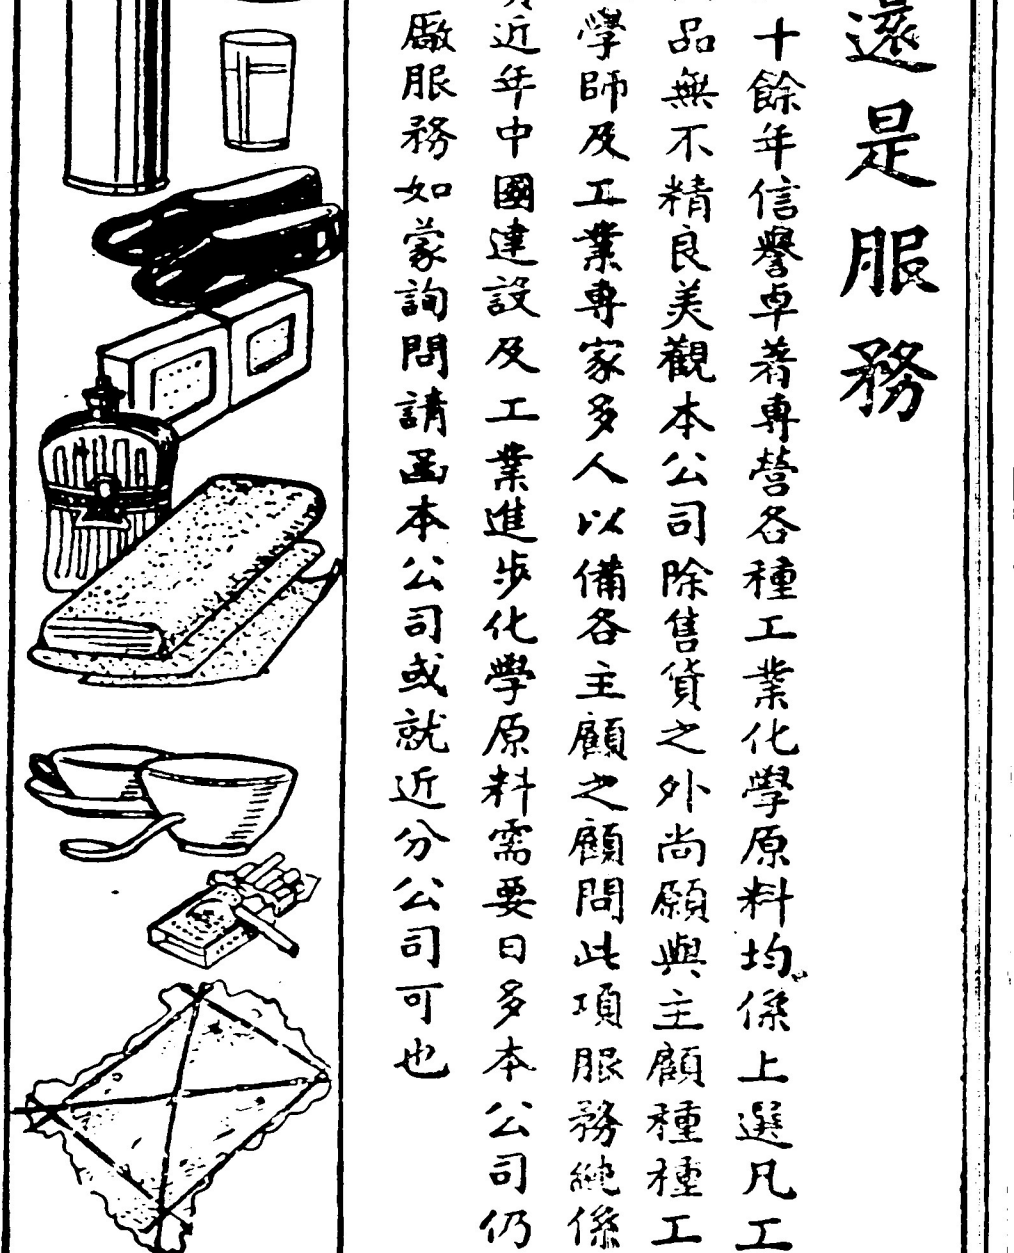 還是服務
十餘年信譽卓著專營各種工業化學原料均係上選凡工
品無不精良美觀本公司除售貨之外尚願與主顧種種工
學師及工業專家多人以備各主顧之顧問此項服務純係
近年中國建設及工業進步化學原料需要日多本公司仍
廠服務如蒙詢問請函本公司或就近分公司可也